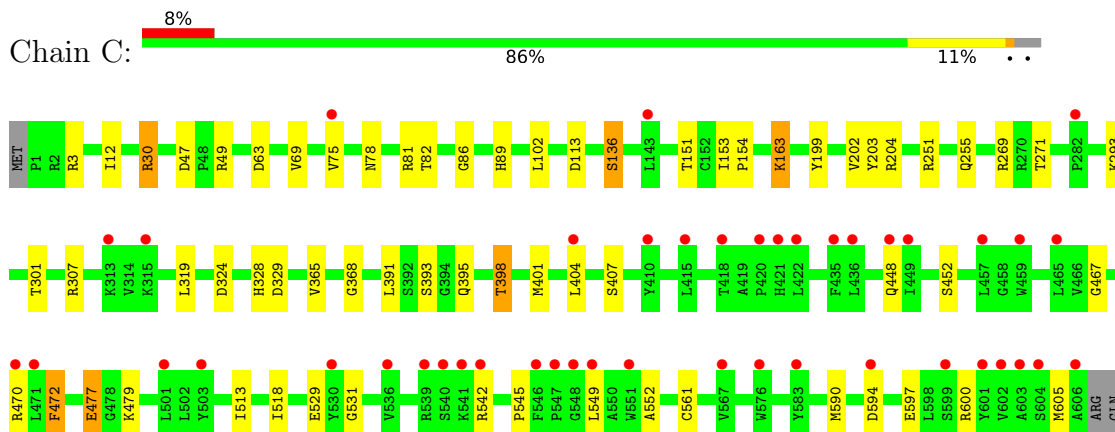 8%
Chain C:
86% 11% • •
MET P1 R2 R3 I12 R30 D47 P48 R49 D63 V69 V75 N78 R81 T82 G86 H89 L102 D113 S136 L143 T151 C152 I153 P154 K163 Y199 V202 Y203 R204 R251 Q255 R269 R270 T271 P282 K293
T301 R307 K313 V314 K315 L319 D324 H328 D329 V365 G368 L391 S392 S393 G394 Q395 T398 M401 L404 S407 Y410 L415 T418 A419 P420 H421 L422 F435 L436 Q448 I449 S452 L457 G458 W459 L465 V466 G467
R470 L471 F472 E477 G478 K479 L501 L502 Y503 I513 I518 E529 Y530 G531 V536 R539 S540 K541 R542 P545 F546 P547 G548 L549 A550 W551 A552 C561 V567 W576 Y583 M590 D594 E597 L598 S599 R600 Y601 V602 A603 S604 M605 A606 ARG GLN